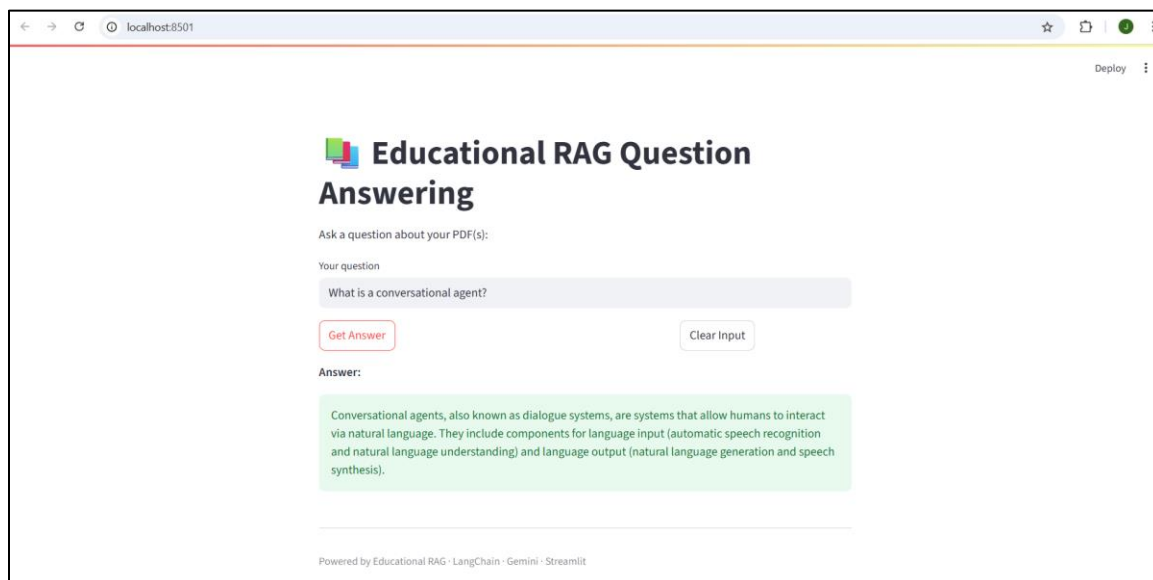 localhost:8501
J
Deploy
Educational RAG Question
Answering
Ask a question about your PDF(s):
Your question
What is a conversational agent?
Get Answer
Clear Input
Answer:
Conversational agents, also known as dialogue systems, are systems that allow humans to interact
via natural language. They include components for language input (automatic speech recognition
and natural language understanding) and language output (natural language generation and speech
synthesis).
Powered by Educational RAG · LangChain · Gemini · Streamlit